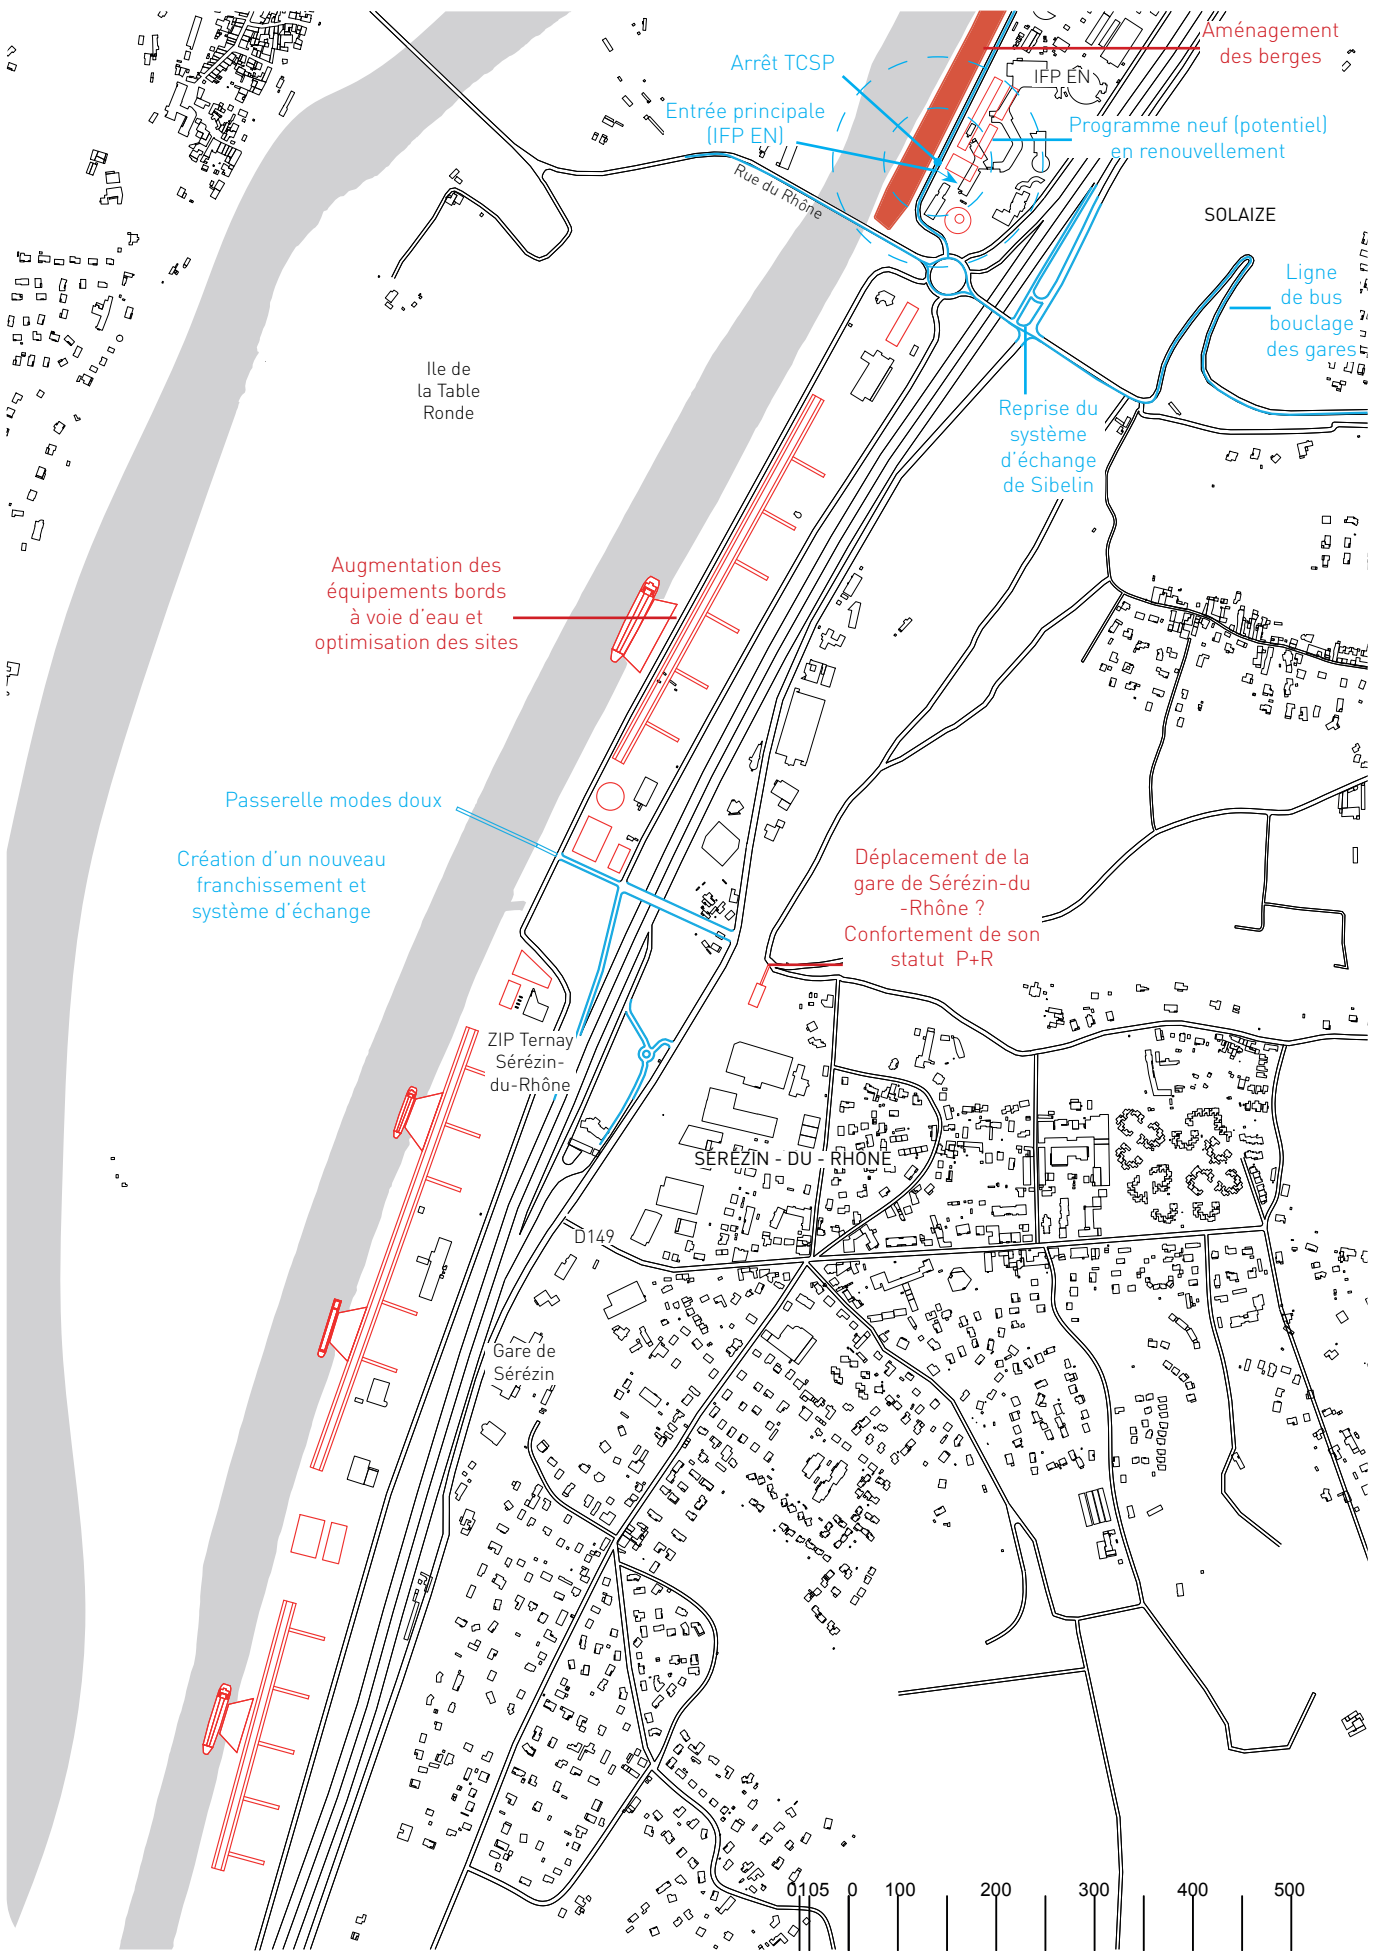 Aménagement
des berges
Arrêt TCSP
IFP EN
Entrée principale
(IFP EN)
Programme neuf (potentiel)
en renouvellement
Rue du Rhône
SOLAIZE
Ligne
de bus
bouclage
des gares
Ile de
la Table
Ronde
Reprise du
système
d'échange
de Sibelin
Augmentation des
équipements bords
à voie d'eau et
optimisation des sites
Passerelle modes doux
Création d'un nouveau
franchissement et
système d'échange
Déplacement de la
gare de Sérézin-du
-Rhône ?
Confortement de son
statut P+R
ZIP Ternay
Sérézin-
du-Rhône
SÉRÉZIN - DU - RHÔNE
D149
Gare de
Sérézin
0105 0 100 200 300 400 500